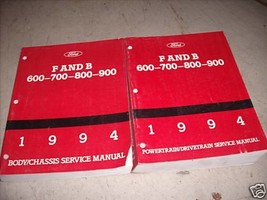 Ford
F AND B
600-700-800-900
1994
BODY/CHASSIS SERVICE MANUAL
Ford
F AND B
600-700-800-900
1994
POWERTRAIN/DRIVETRAIN SERVICE MANUAL